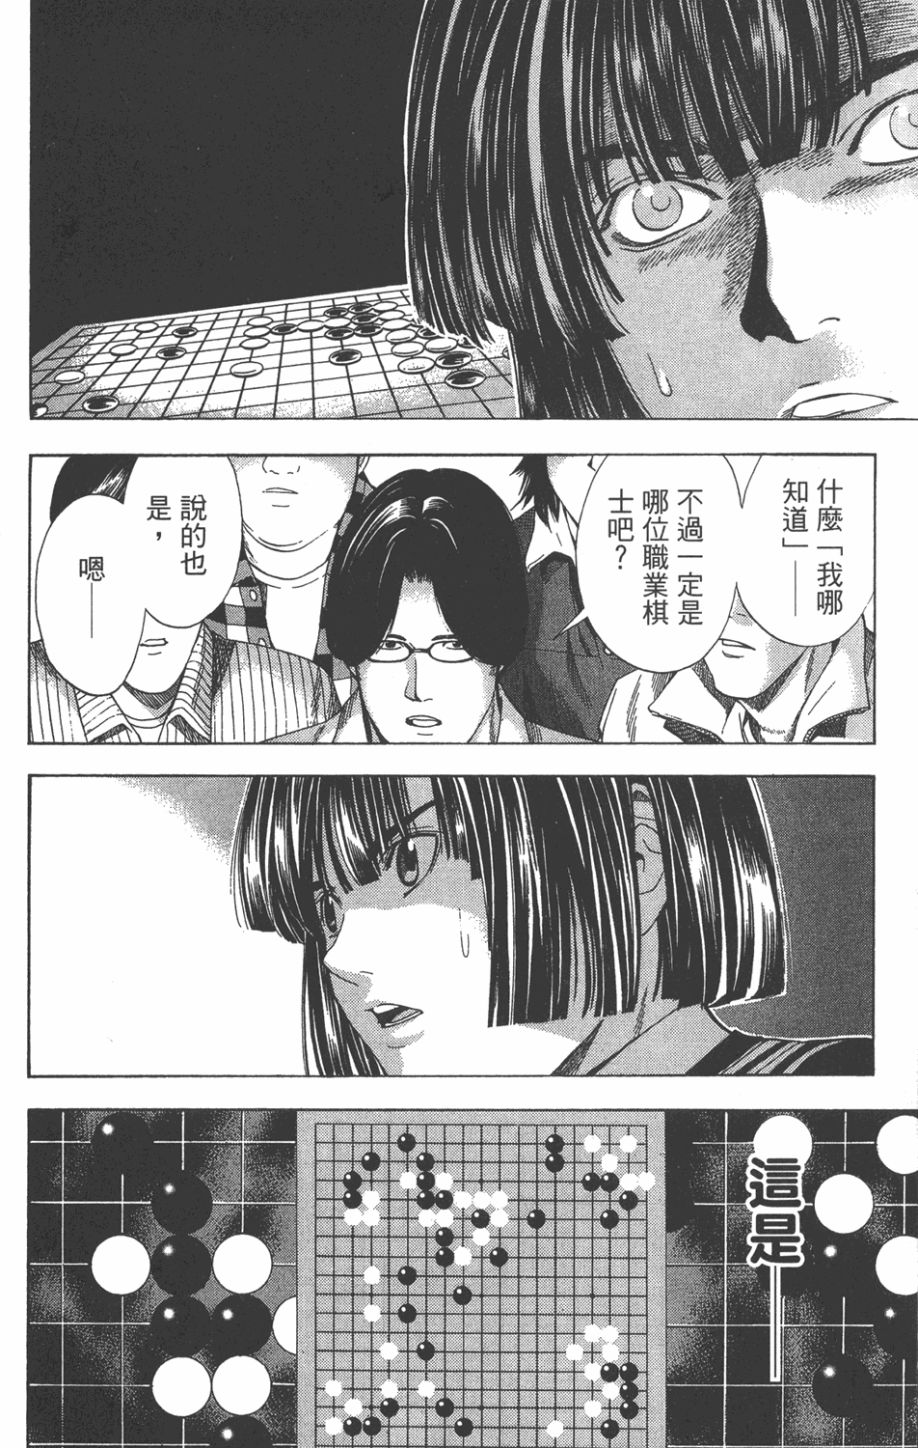 什麼「我哪
知道」——
不過一定是
哪位職業棋
士吧？
說的也
是，
嗯——
這是——